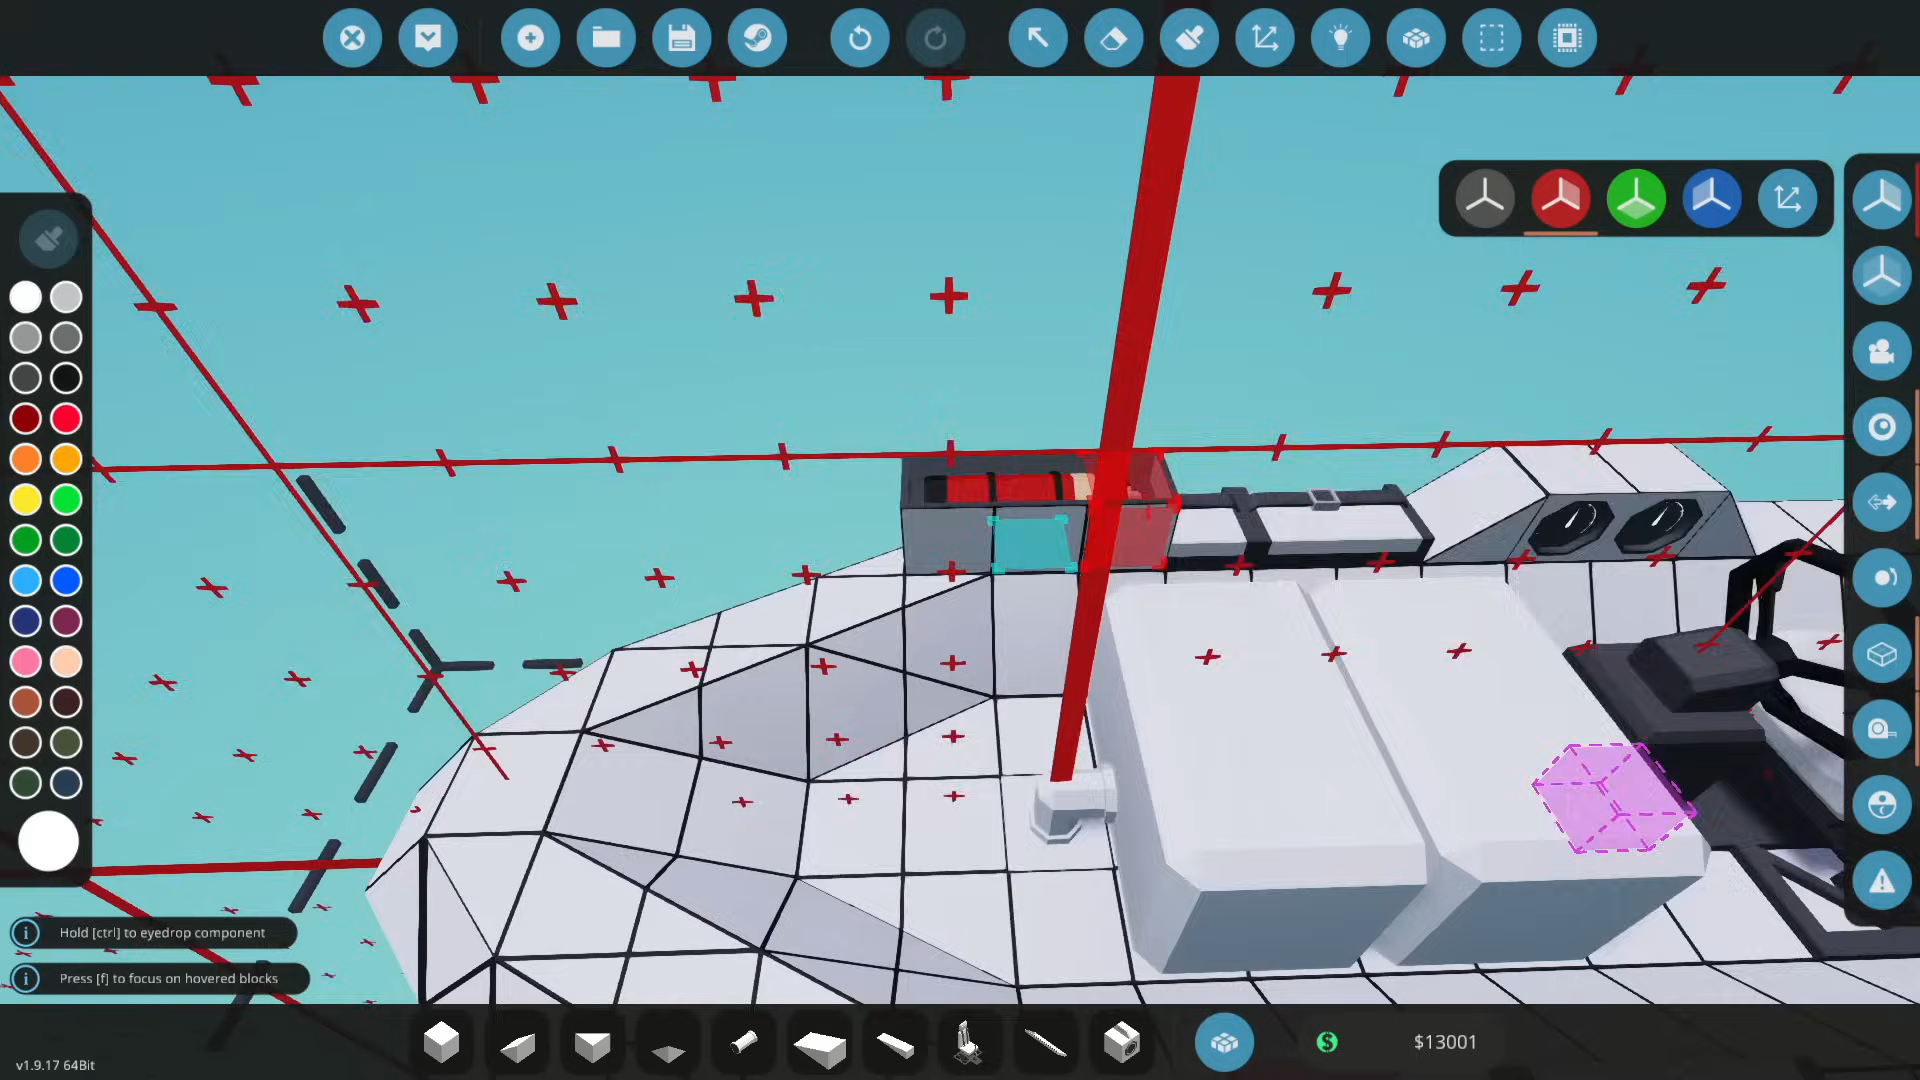 Hold [ctrl] to eyedrop component
Press [f] to focus on hovered blocks
v1.9.17 64Bit
$13001